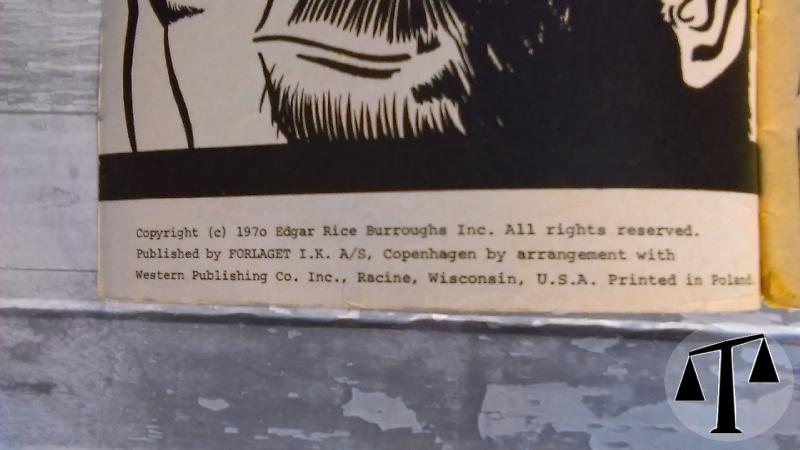 Copyright (c) 197o Edgar Rice Burroughs Inc. All rights reserved.
Published by FORLAGET I.K. A/S, Copenhagen by arrangement with
Western Publishing Co. Inc., Racine, Wisconsin, U.S.A. Printed in Poland.